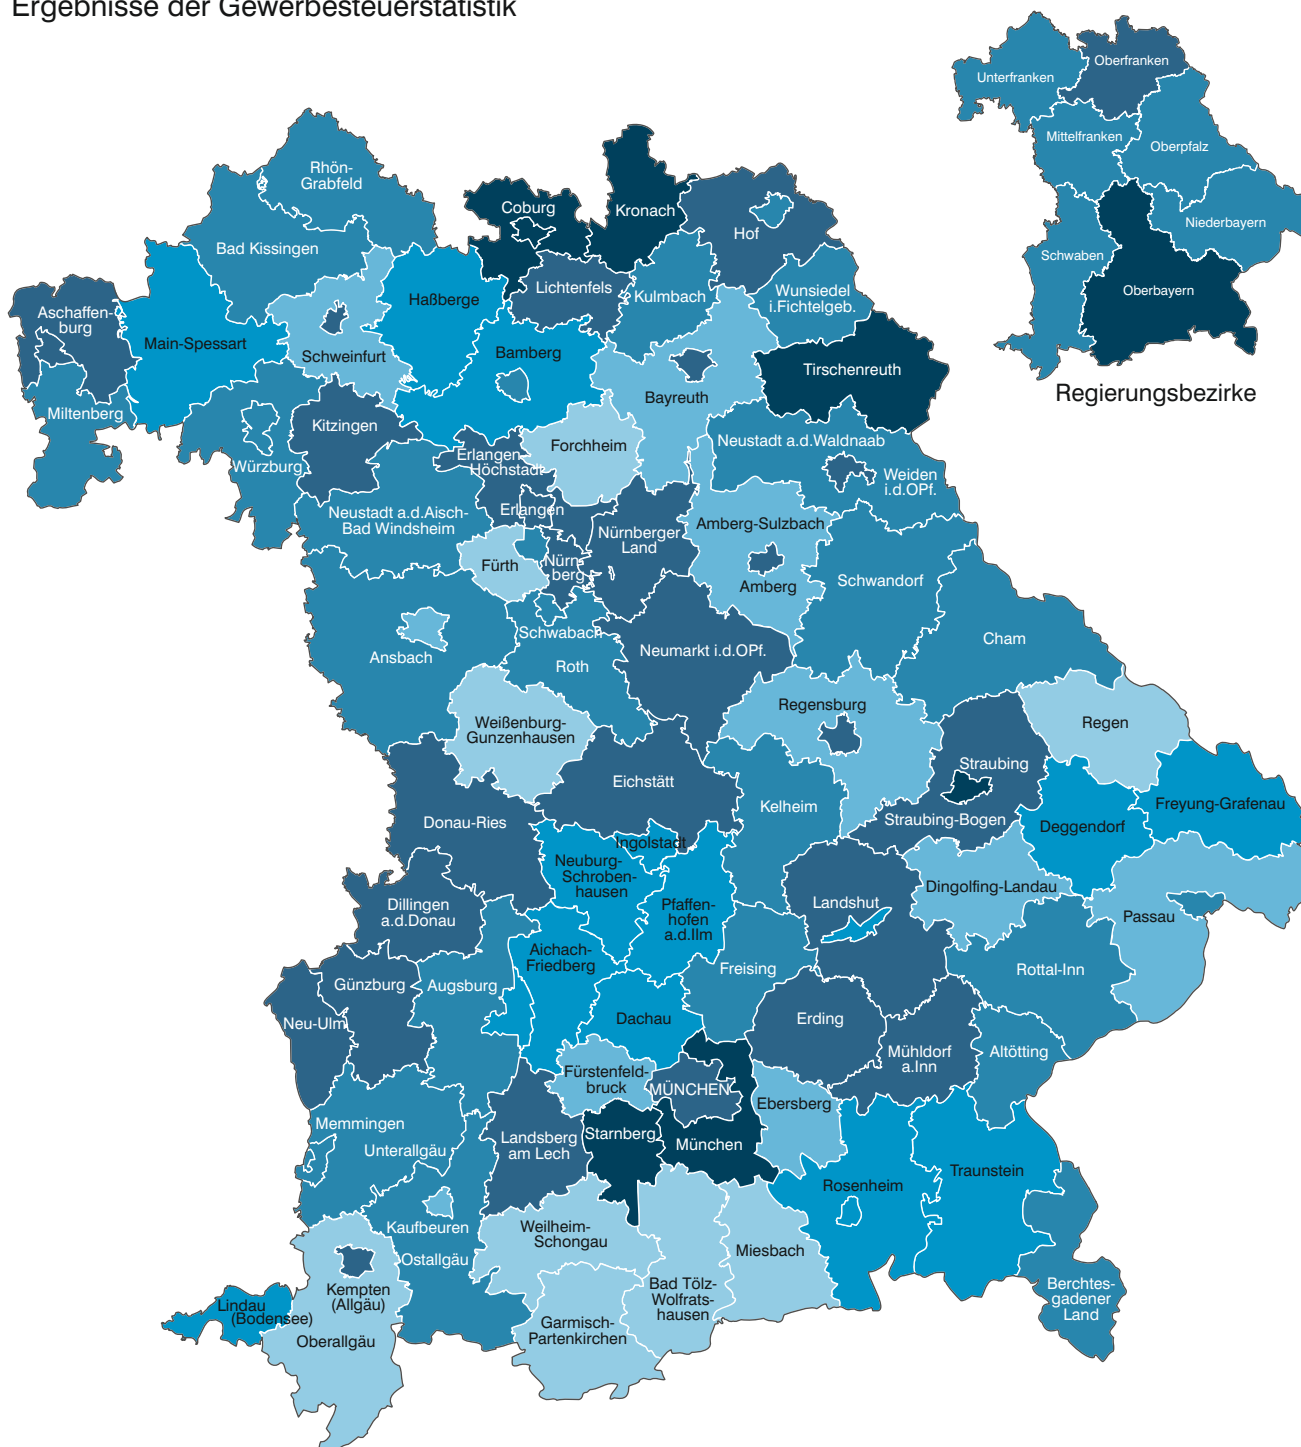 Ergebnisse der Gewerbesteuerstatistik
Unterfranken
Oberfranken
Mittelfranken
Oberpfalz
Niederbayern
Schwaben
Oberbayern
Regierungsbezirke
Rhön-
Grabfeld
Bad Kissingen
Coburg
Kronach
Hof
Lichtenfels
Kulmbach
Wunsiedel
i.Fichtelgeb.
Haßberge
Aschaffen-
burg
Main-Spessart
Schweinfurt
Bamberg
Tirschenreuth
Bayreuth
Miltenberg
Kitzingen
Würzburg
Forchheim
Erlangen-
Höchstadt
Neustadt a.d.Waldnaab
Weiden
i.d.OPf.
Neustadt a.d.Aisch-
Bad Windsheim
Erlangen
Nürnberger
Land
Amberg-Sulzbach
Fürth
Nürn-
berg
Amberg
Schwandorf
Schwabach
Ansbach
Roth
Neumarkt i.d.OPf.
Cham
Weißenburg-
Gunzenhausen
Regensburg
Regen
Straubing
Eichstätt
Kelheim
Freyung-Grafenau
Donau-Ries
Straubing-Bogen
Deggendorf
Ingolstadt
Neuburg-
Schroben-
hausen
Dingolfing-Landau
Dillingen
a.d.Donau
Pfaffen-
hofen
a.d.Ilm
Landshut
Passau
Aichach-
Friedberg
Günzburg
Augsburg
Freising
Rottal-Inn
Neu-Ulm
Dachau
Erding
Mühldorf
a.Inn
Altötting
Fürstenfeld-
bruck
MÜNCHEN
Ebersberg
Memmingen
Unterallgäu
Landsberg
am Lech
Starnberg
München
Traunstein
Rosenheim
Kaufbeuren
Weilheim-
Schongau
Miesbach
Ostallgäu
Kempten
(Allgäu)
Bad Tölz-
Wolfrats-
hausen
Berchtes-
gadener
Land
Lindau
(Bodensee)
Oberallgäu
Garmisch-
Partenkirchen